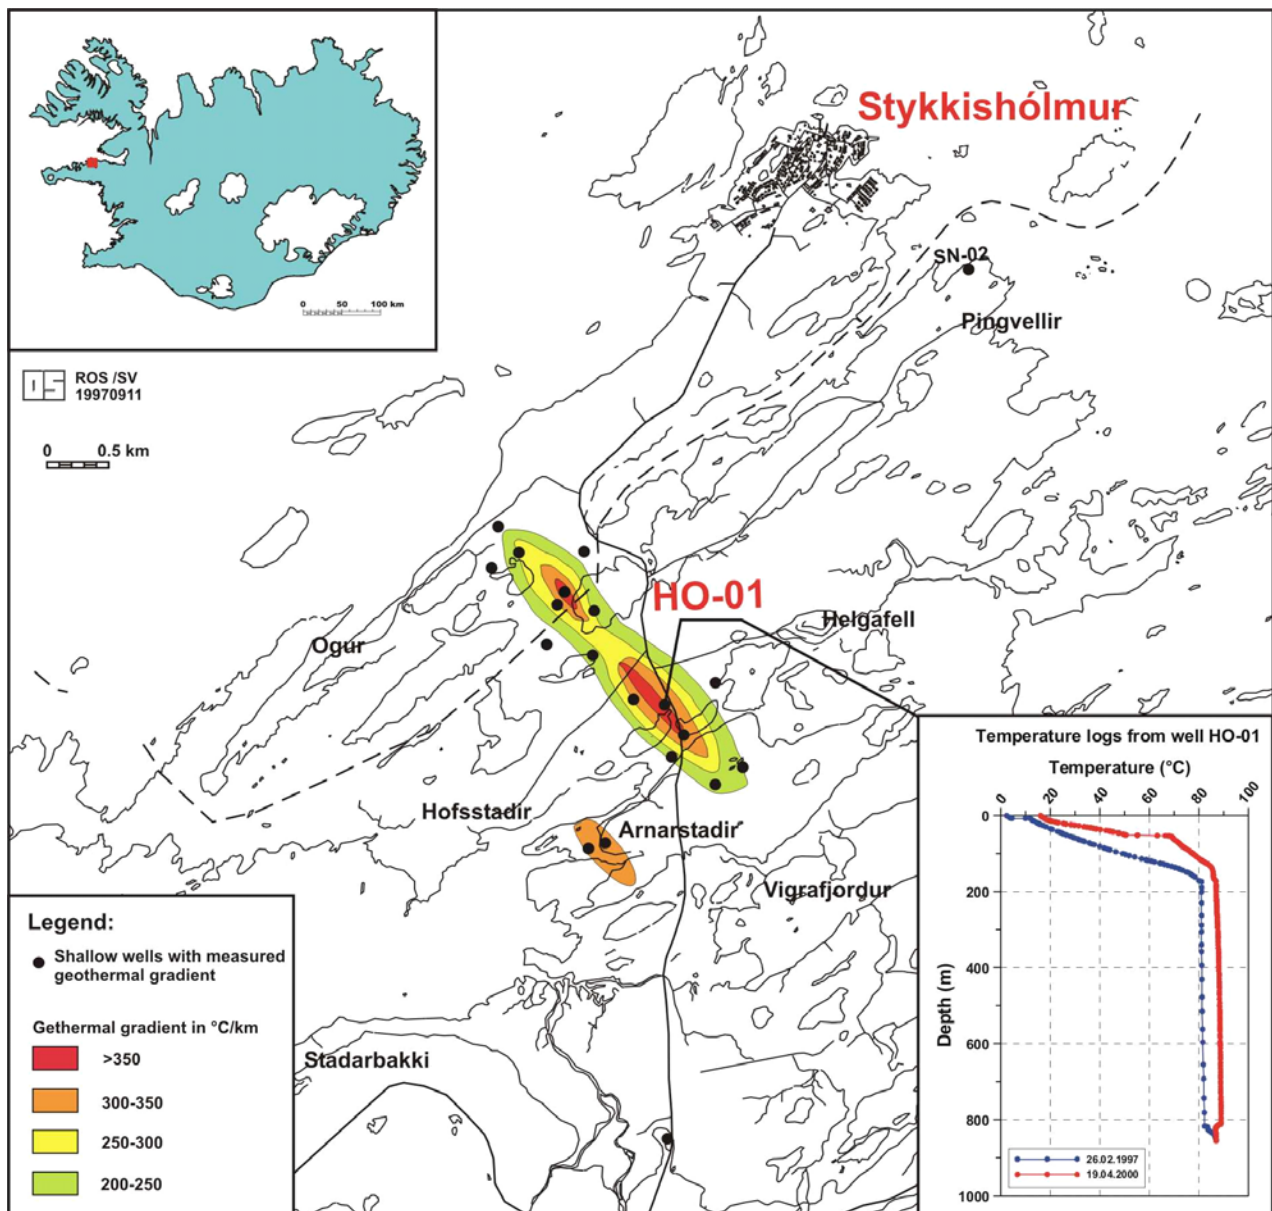 0 50 100 km
Stykkishólmur
SN-02
Pingvellir
OS
ROS /SV
19970911
0 0.5 km
HO-01
Ogur
Helgafell
Hofsstadir
Arnarstadir
Vigrafjordur
Stadarbakki
Legend:
Shallow wells with measured
geothermal gradient
Gethermal gradient in °C/km
>350
300-350
250-300
200-250
Temperature logs from well HO-01
Temperature (°C)
0 20 40 60 80 100
Depth (m)
0
200
400
600
800
1000
26.02.1997
19.04.2000